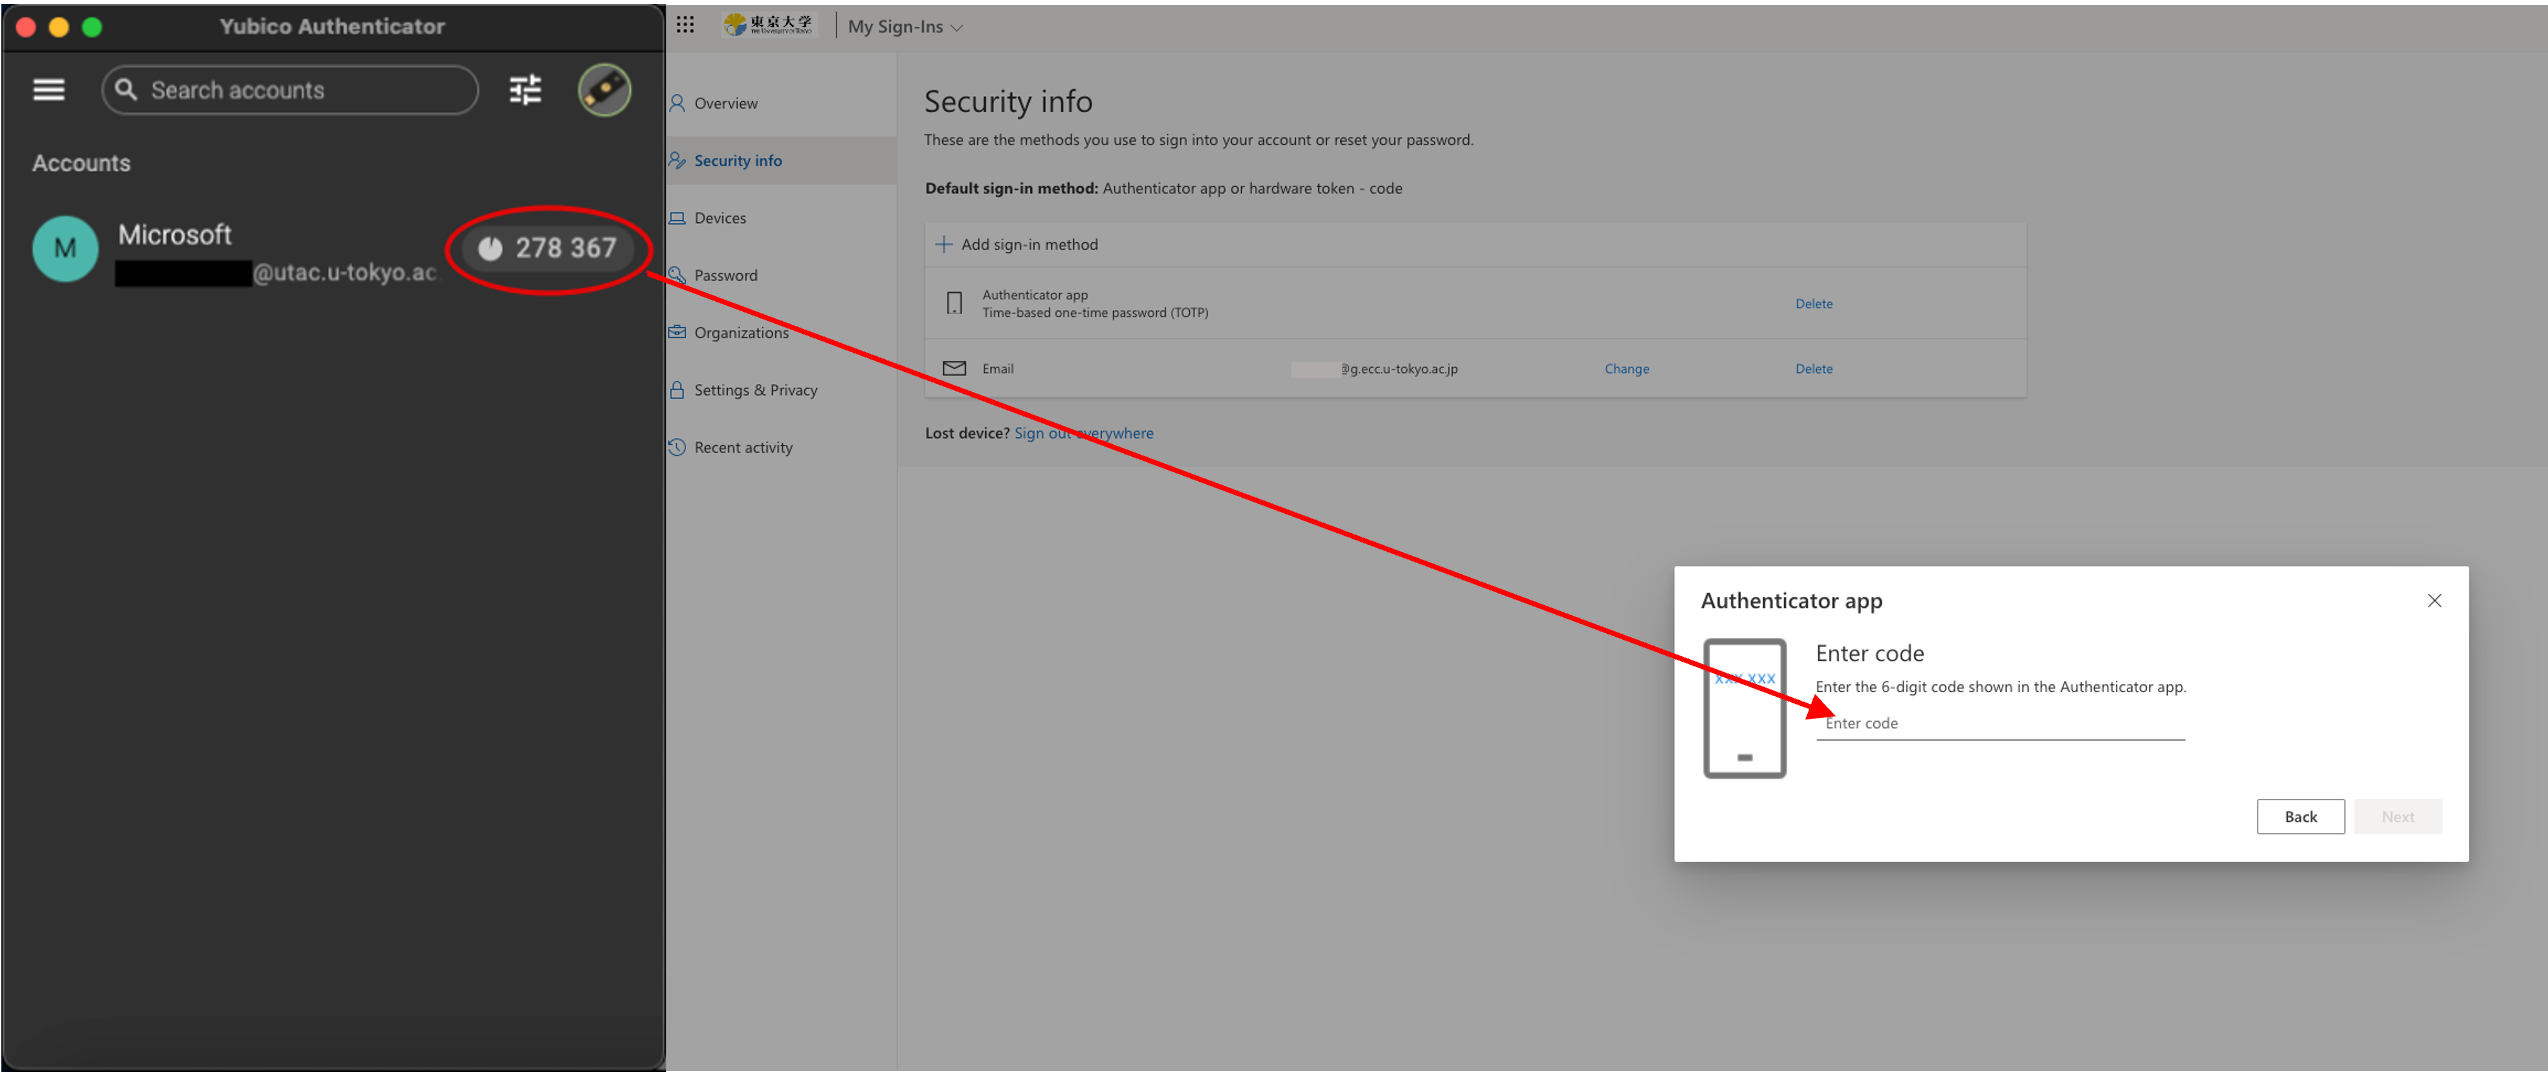 Yubico Authenticator
Search accounts
Accounts
M
Microsoft
278 367
@utac.u-tokyo.ac.
東京大学
THE UNIVERSITY OF TOKYO
My Sign-Ins
Overview
Security info
Devices
Password
Organizations
Settings & Privacy
Recent activity
Security info
These are the methods you use to sign into your account or reset your password.
Default sign-in method: Authenticator app or hardware token - code
Add sign-in method
Authenticator app
Time-based one-time password (TOTP)
Delete
Email
@g.ecc.u-tokyo.ac.jp
Change
Delete
Lost device? Sign out everywhere
Authenticator app
xxx xxx
Enter code
Enter the 6-digit code shown in the Authenticator app.
Enter code
Back
Next